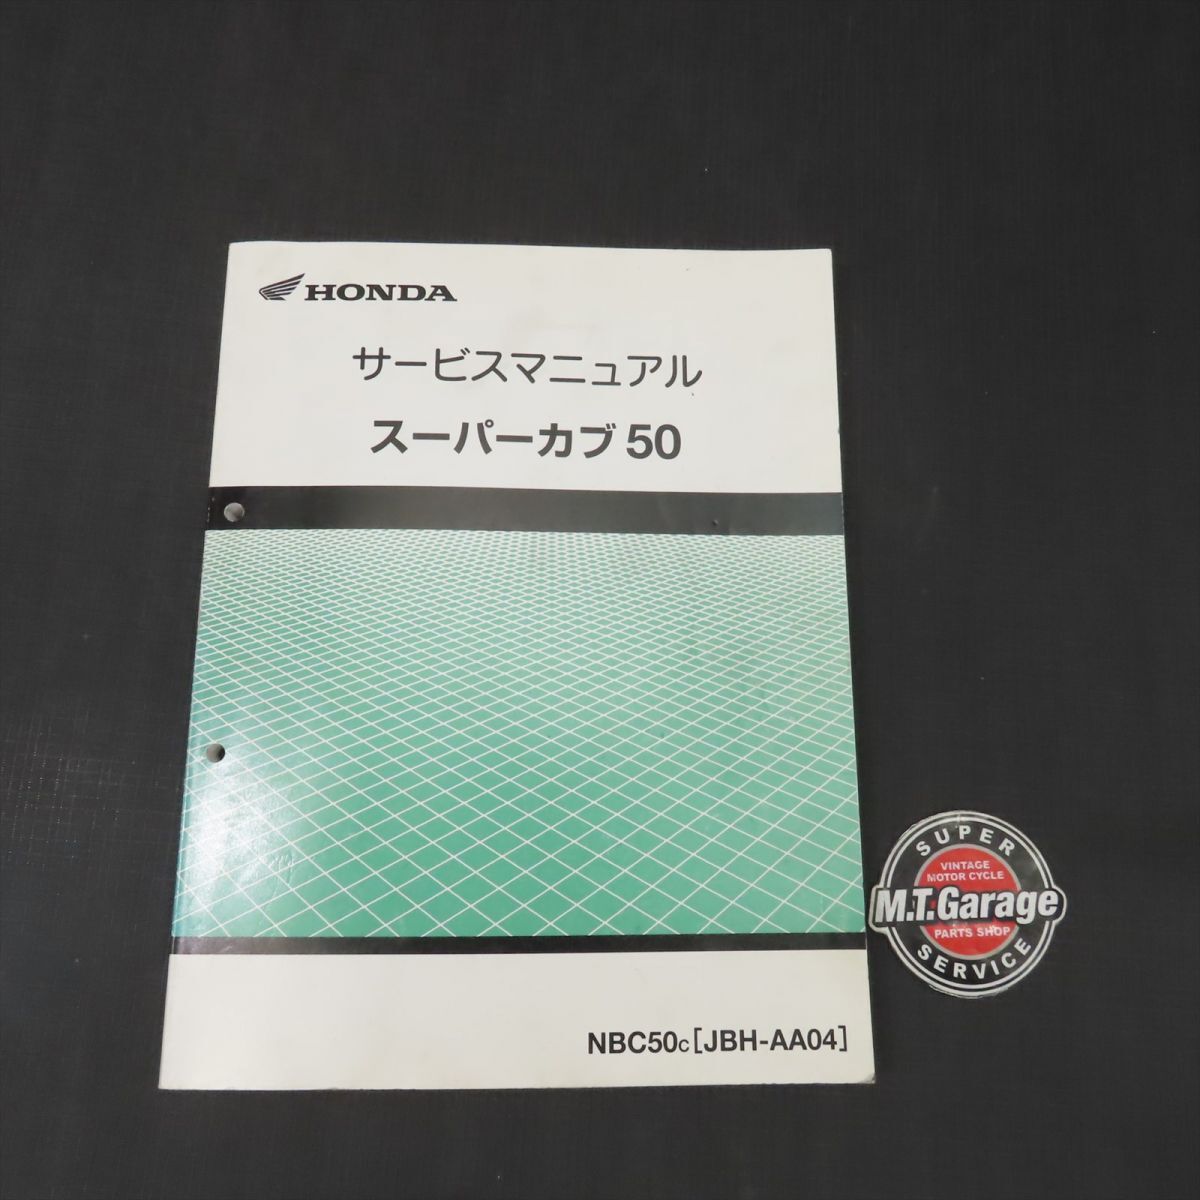 HONDA
サービスマニュアル
スーパーカブ50
NBC50C[JBH-AA04]
SUPER
VINTAGE
MOTOR CYCLE
M.T.Garage
PARTS SHOP
SERVICE